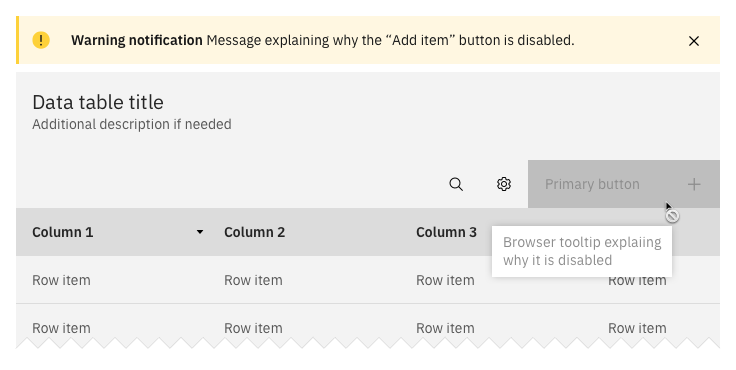 Warning notification Message explaining why the “Add item” button is disabled.
Data table title
Additional description if needed
Primary button
Column 1 Column 2 Column 3
Browser tooltip explaiing
why it is disabled
Row item Row item Row item Row item
Row item Row item Row item Row item